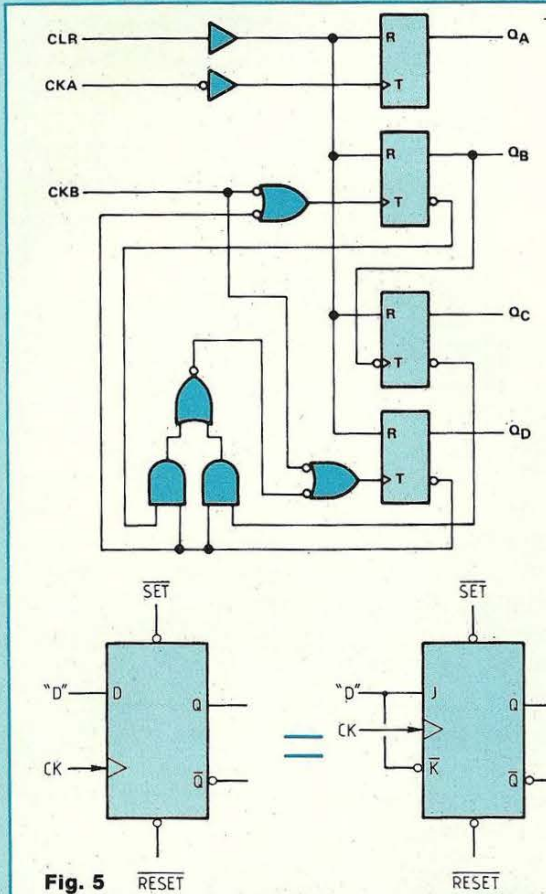 CLR
R
QA
CKA
T
R
QB
CKB
T
R
QC
T
R
QD
T
SET
SET
"D"
D
Q
"D"
J
Q
CK
CK
Q
K
Q
Fig. 5
RESET
RESET